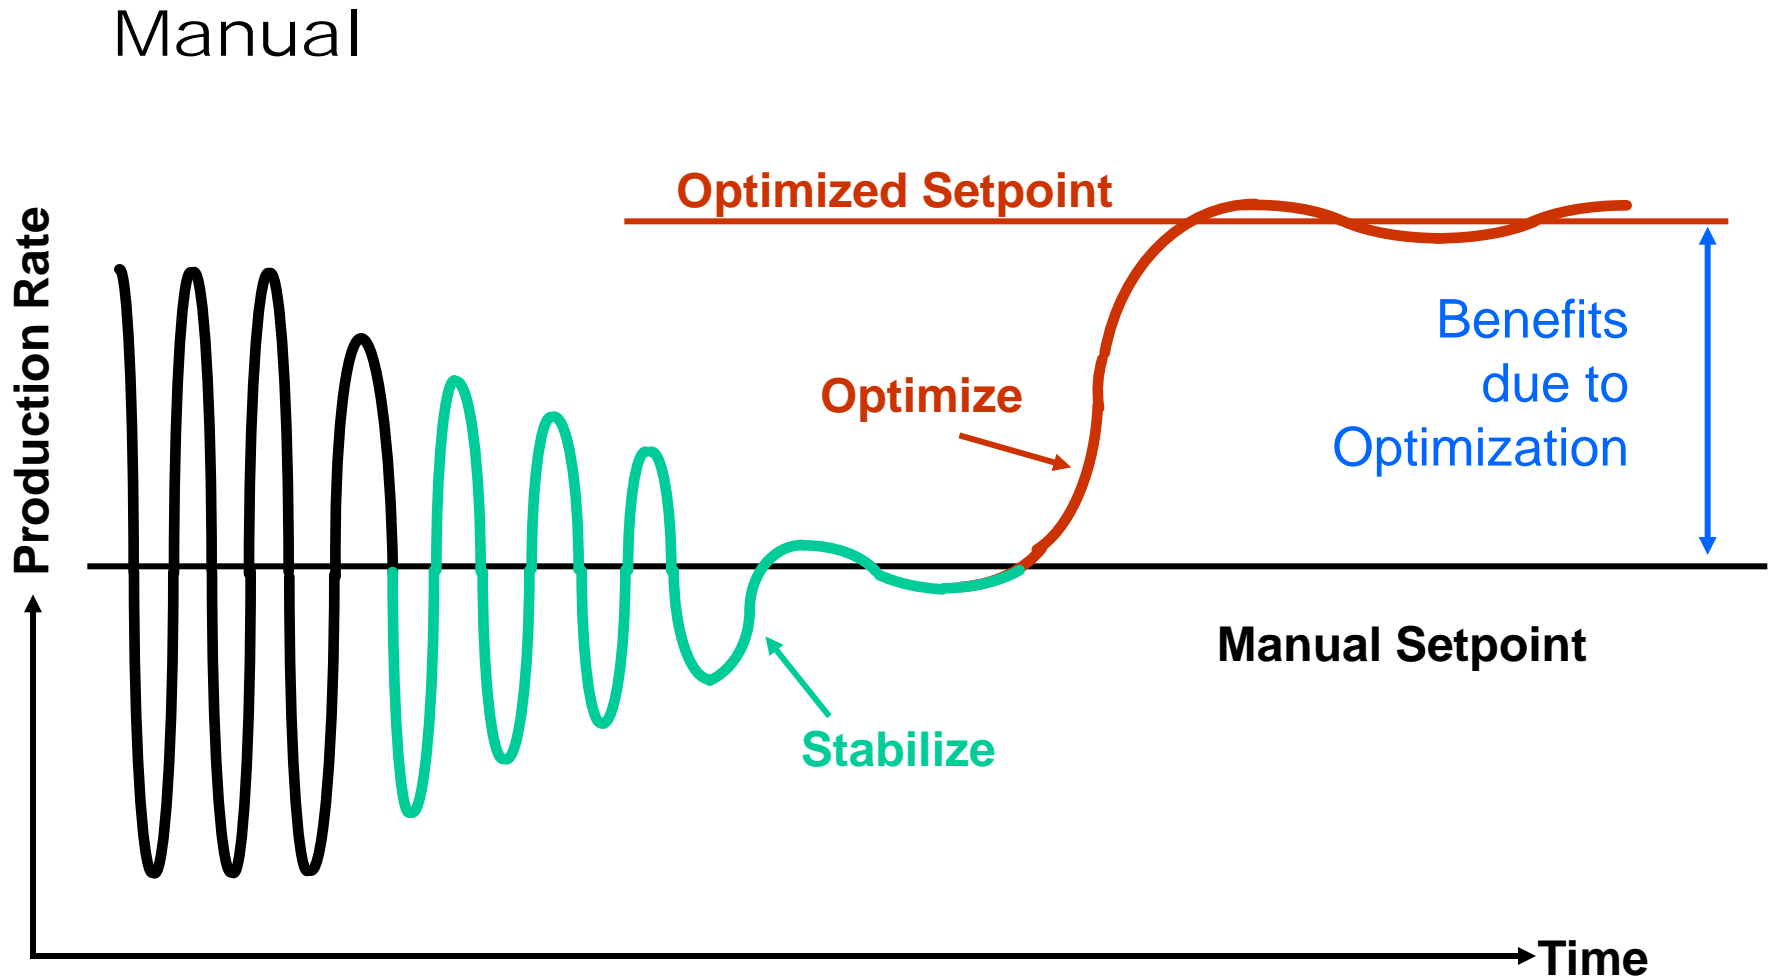 Manual
Optimized Setpoint
Production Rate
Benefits
due to
Optimization
Optimize
Manual Setpoint
Stabilize
Time